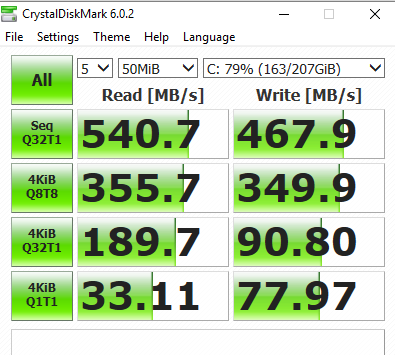 CrystalDiskMark 6.0.2
File Settings Theme Help Language
All 5 50MiB C: 79% (163/207GiB)
Read [MB/s] Write [MB/s]
Seq Q32T1 540.7 467.9
4KiB Q8T8 355.7 349.9
4KiB Q32T1 189.7 90.80
4KiB Q1T1 33.11 77.97